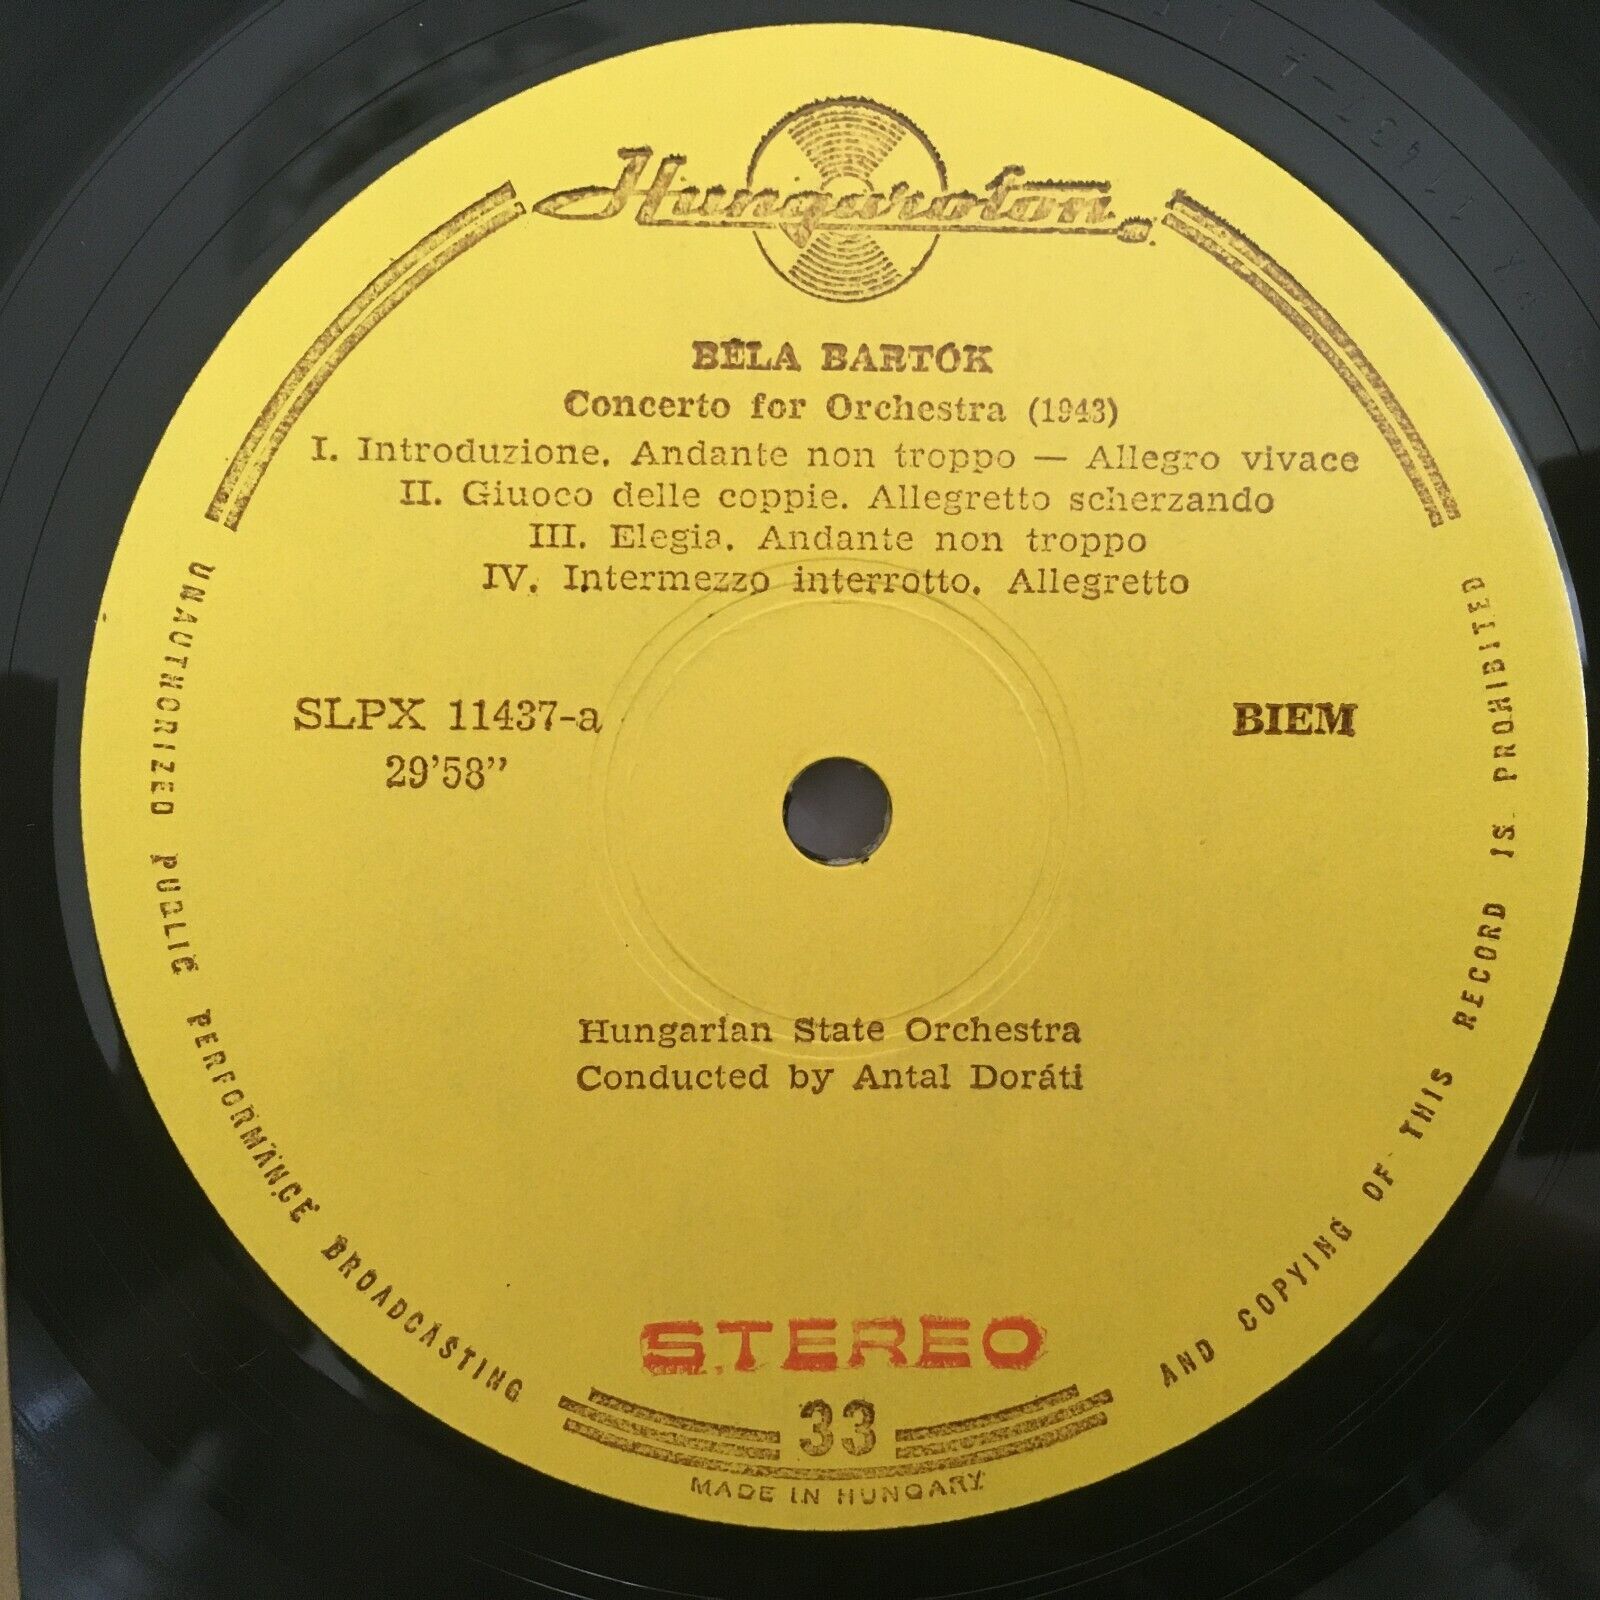 Hungaroton
BÉLA BARTÓK
Concerto for Orchestra (1943)
I. Introduzione. Andante non troppo — Allegro vivace
II. Giuoco delle coppie. Allegretto scherzando
III. Elegia. Andante non troppo
IV. Intermezzo interrotto. Allegretto
SLPX 11437-a
29'58”
BIEM
Hungarian State Orchestra
Conducted by Antal Doráti
STEREO
33
MADE IN HUNGARY
UNAUTHORIZED PUBLIC PERFORMANCE BROADCASTING AND COPYING OF THIS RECORD IS PROHIBITED